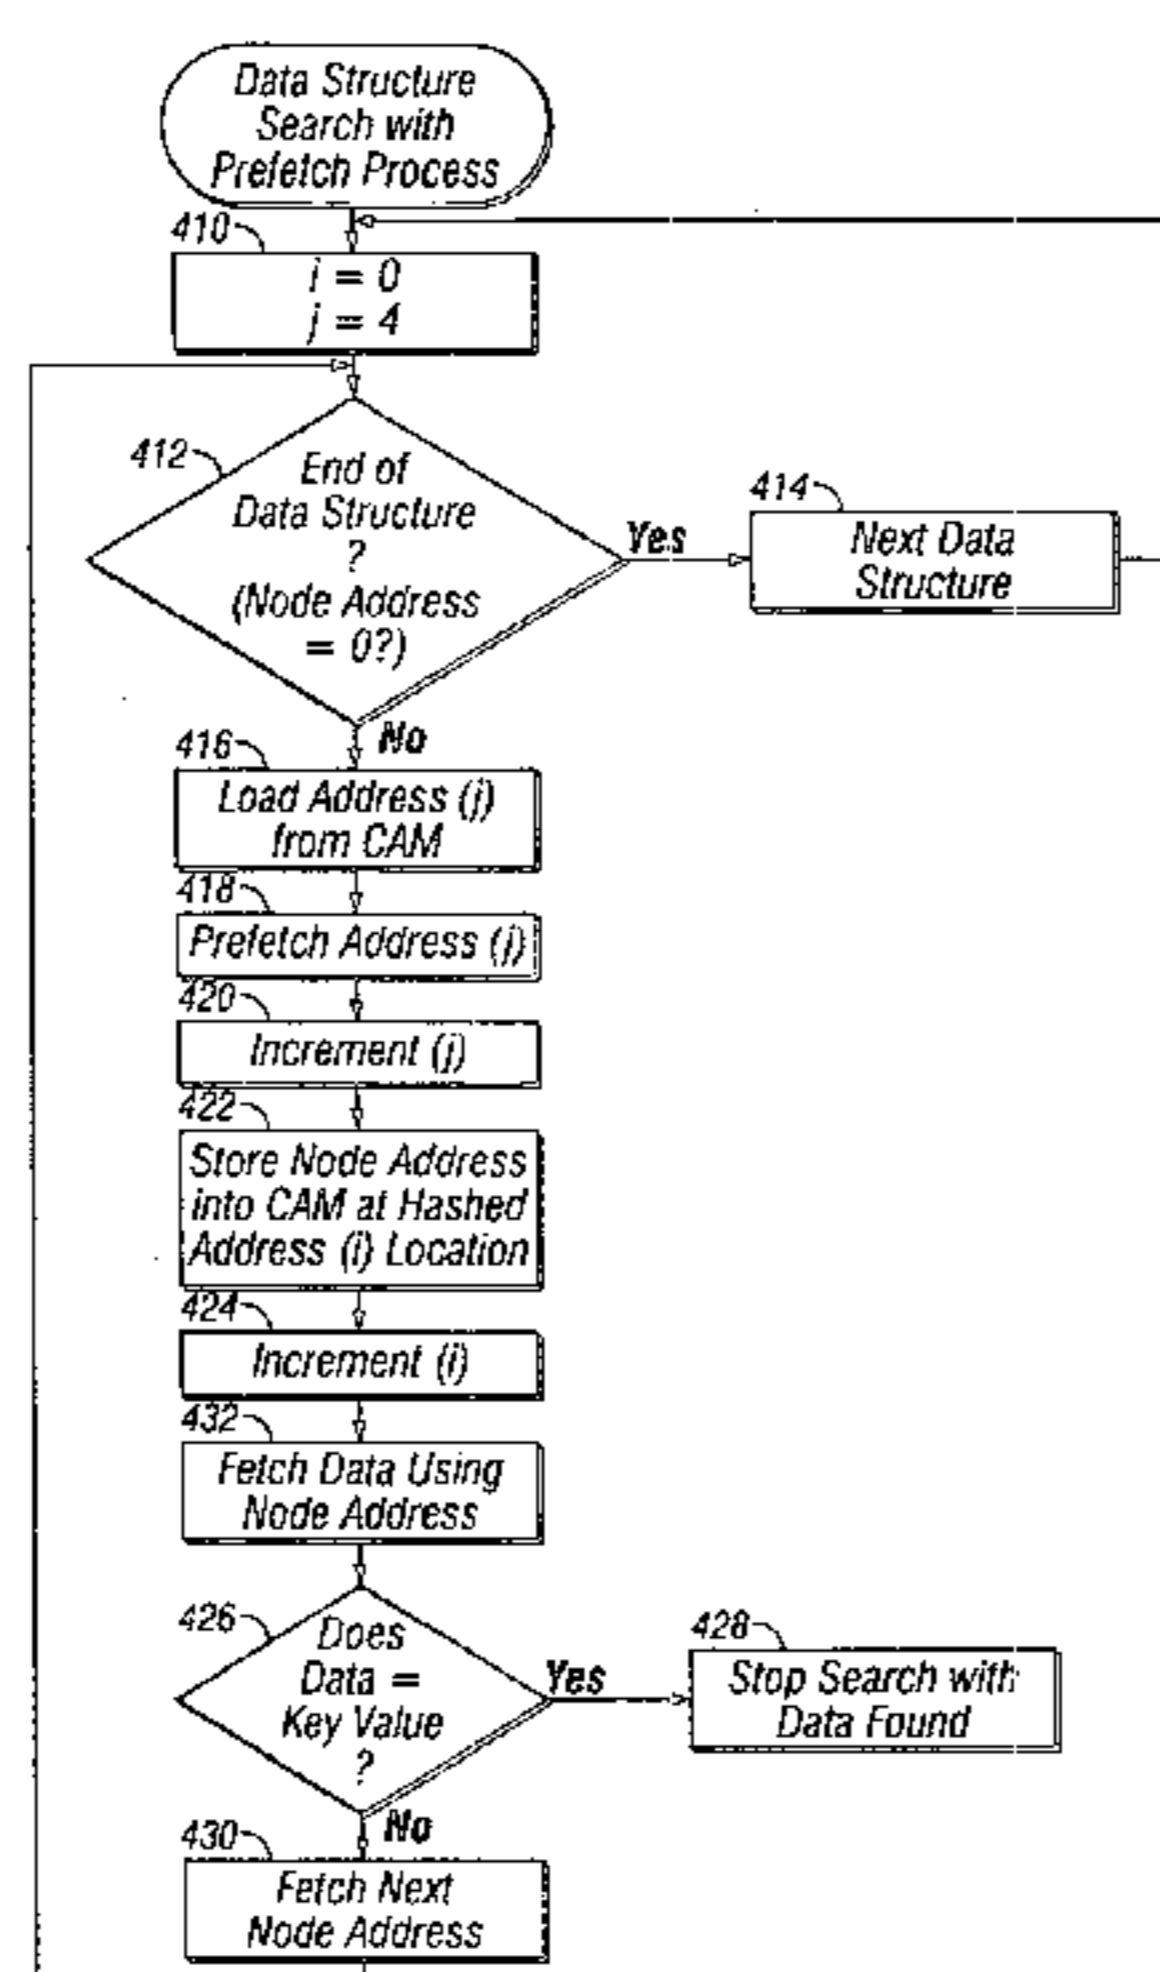 Data Structure
Search with
Prefetch Process
410
i = 0
j = 4
412
End of
Data Structure
?
(Node Address
= 0?)
Yes
414
Next Data
Structure
No
416
Load Address (j)
from CAM
418
Prefetch Address (j)
420
Increment (j)
422
Store Node Address
into CAM at Hashed
Address (i) Location
424
Increment (i)
432
Fetch Data Using
Node Address
426
Does
Data =
Key Value
?
Yes
428
Stop Search with
Data Found
No
430
Fetch Next
Node Address